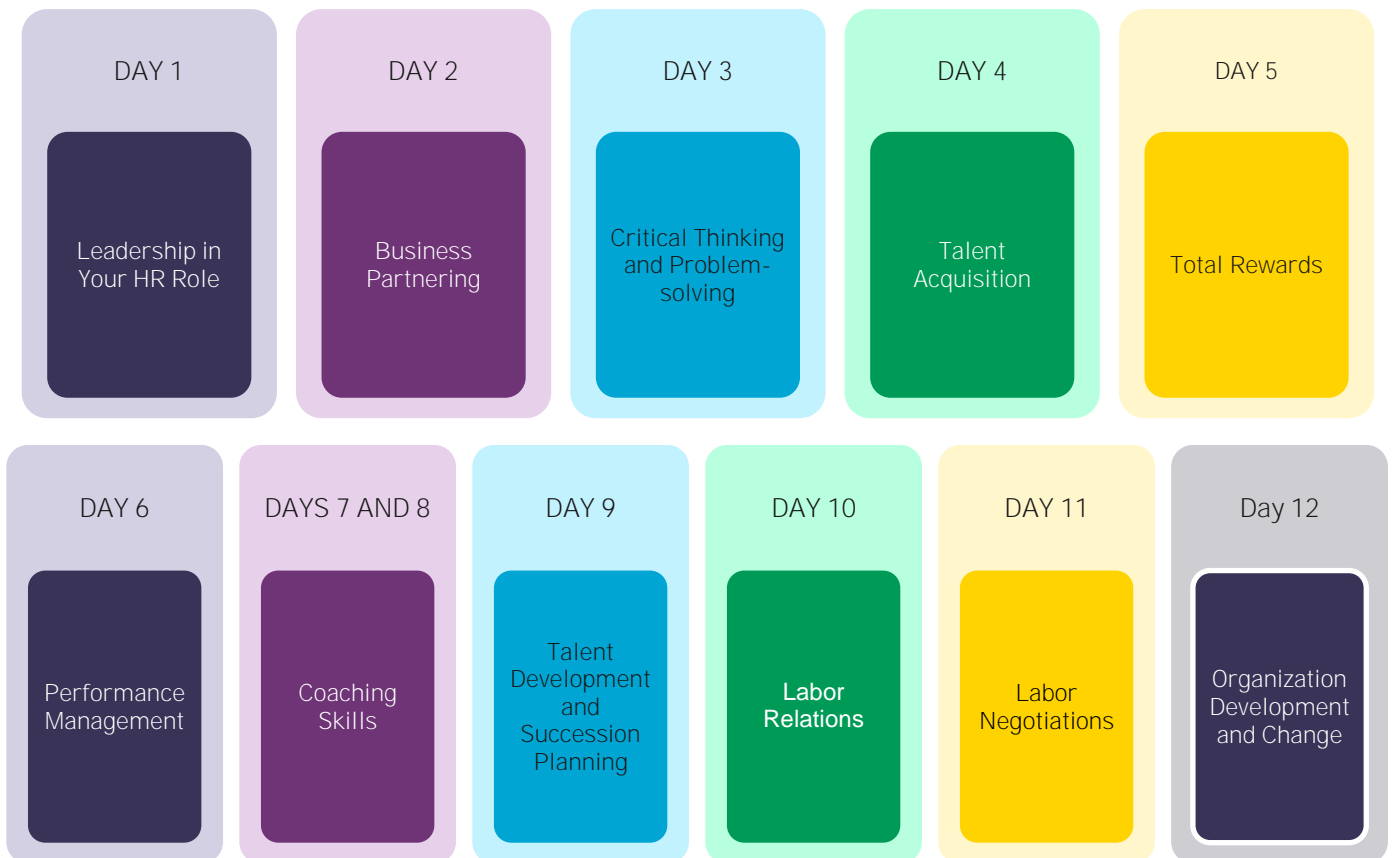 DAY 1
Leadership in
Your HR Role
DAY 2
Business
Partnering
DAY 3
Critical Thinking
and Problem-
solving
DAY 4
Talent
Acquisition
DAY 5
Total Rewards
DAY 6
Performance
Management
DAYS 7 AND 8
Coaching
Skills
DAY 9
Talent
Development
and
Succession
Planning
DAY 10
Labor
Relations
DAY 11
Labor
Negotiations
Day 12
Organization
Development
and Change